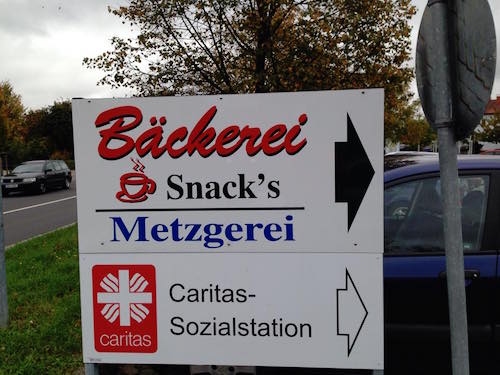 Bäckerei
Snack's
Metzgerei
caritas
Caritas-
Sozialstation